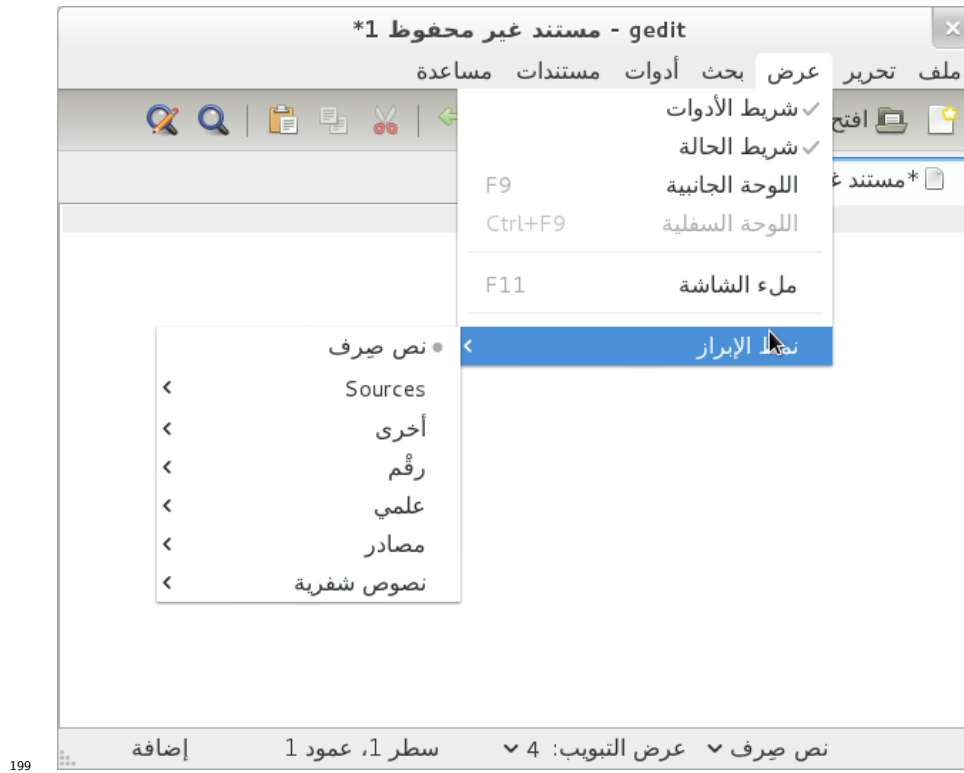 *1 مستند غير محفوظ - gedit
ملف تحرير عرض بحث أدوات مستندات مساعدة
افتح
*مستند
شريط الأدوات
شريط الحالة
اللوحة الجانبية F9
اللوحة السفلية Ctrl+F9
ملء الشاشة F11
نمط الإبراز
نص صِرف
Sources
أخرى
رقْم
علمي
مصادر
نصوص شفرية
نص صِرف عرض التبويب: 4 سطر 1، عمود 1 إضافة
199